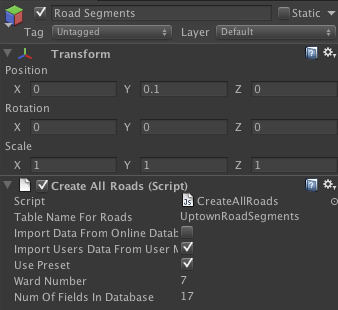 Road Segments Static
Tag Untagged Layer Default
Transform
Position
X 0 Y 0.1 Z 0
Rotation
X 0 Y 0 Z 0
Scale
X 1 Y 1 Z 1
Create All Roads (Script)
Script JS CreateAllRoads
Table Name For Roads UptownRoadSegments
Import Data From Online Datab
Import Users Data From User M
Use Preset
Ward Number 7
Num Of Fields In Database 17